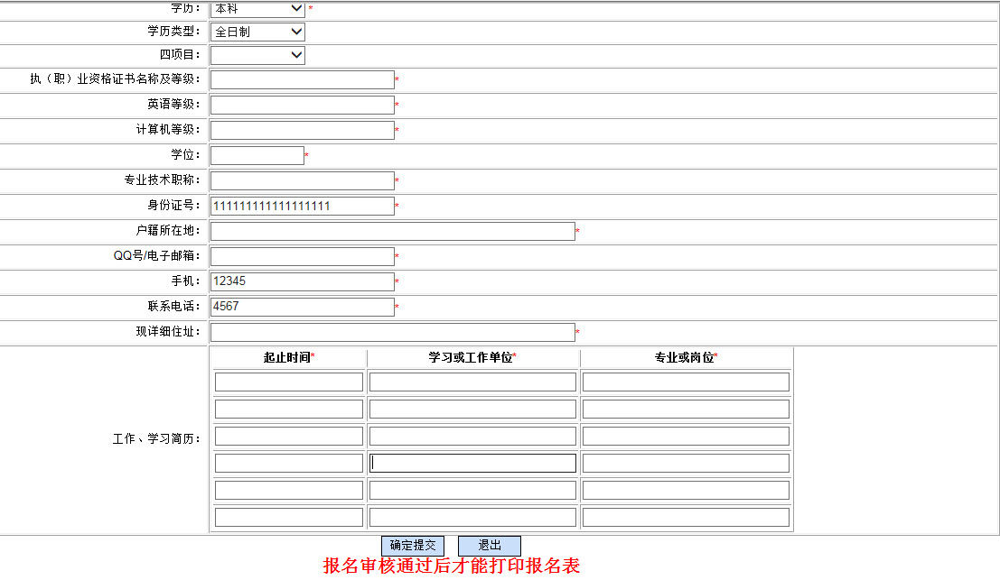 学历： 本科 *
学历类型： 全日制
四项目：
执（职）业资格证书名称及等级： *
英语等级： *
计算机等级： *
学位： *
专业技术职称： *
身份证号： 111111111111111111 *
户籍所在地： *
QQ号/电子邮箱： *
手机： 12345 *
联系电话： 4567 *
现详细住址： *
起止时间* 学习或工作单位* 专业或岗位*
工作、学习简历：
确定提交 退出
报名审核通过后才能打印报名表